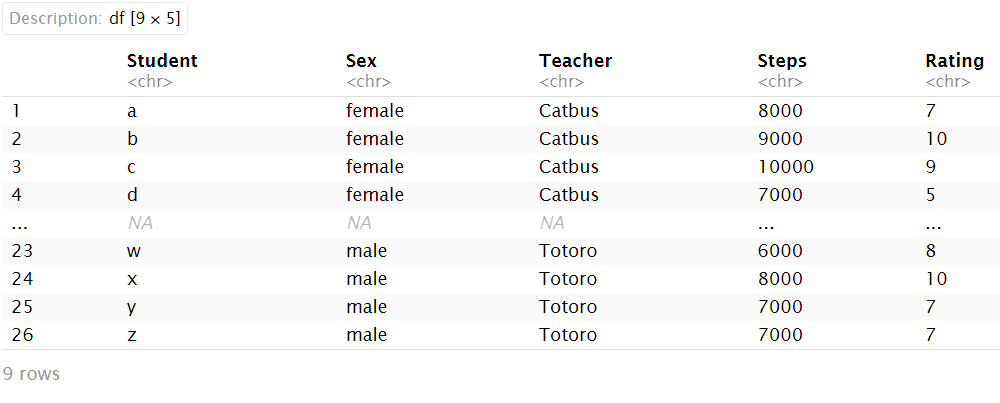 Description: df [9 × 5]
Student Sex Teacher Steps Rating
<chr> <chr> <chr> <chr> <chr>
1 a female Catbus 8000 7
2 b female Catbus 9000 10
3 c female Catbus 10000 9
4 d female Catbus 7000 5
... NA NA NA ... ...
23 w male Totoro 6000 8
24 x male Totoro 8000 10
25 y male Totoro 7000 7
26 z male Totoro 7000 7
9 rows